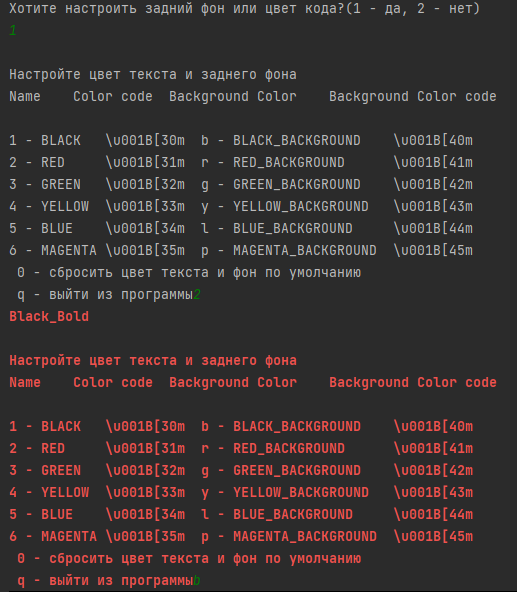 Хотите настроить задний фон или цвет кода?(1 - да, 2 - нет)
1
Настройте цвет текста и заднего фона
Name    Color code  Background Color    Background Color code
1 - BLACK   \u001B[30m  b - BLACK_BACKGROUND    \u001B[40m
2 - RED     \u001B[31m  r - RED_BACKGROUND      \u001B[41m
3 - GREEN   \u001B[32m  g - GREEN_BACKGROUND    \u001B[42m
4 - YELLOW  \u001B[33m  y - YELLOW_BACKGROUND   \u001B[43m
5 - BLUE    \u001B[34m  l - BLUE_BACKGROUND     \u001B[44m
6 - MAGENTA \u001B[35m  p - MAGENTA_BACKGROUND  \u001B[45m
0 - сбросить цвет текста и фон по умолчанию
q - выйти из программы2
Black_Bold
Настройте цвет текста и заднего фона
Name    Color code  Background Color    Background Color code
1 - BLACK   \u001B[30m  b - BLACK_BACKGROUND    \u001B[40m
2 - RED     \u001B[31m  r - RED_BACKGROUND      \u001B[41m
3 - GREEN   \u001B[32m  g - GREEN_BACKGROUND    \u001B[42m
4 - YELLOW  \u001B[33m  y - YELLOW_BACKGROUND   \u001B[43m
5 - BLUE    \u001B[34m  l - BLUE_BACKGROUND     \u001B[44m
6 - MAGENTA \u001B[35m  p - MAGENTA_BACKGROUND  \u001B[45m
0 - сбросить цвет текста и фон по умолчанию
q - выйти из программыb